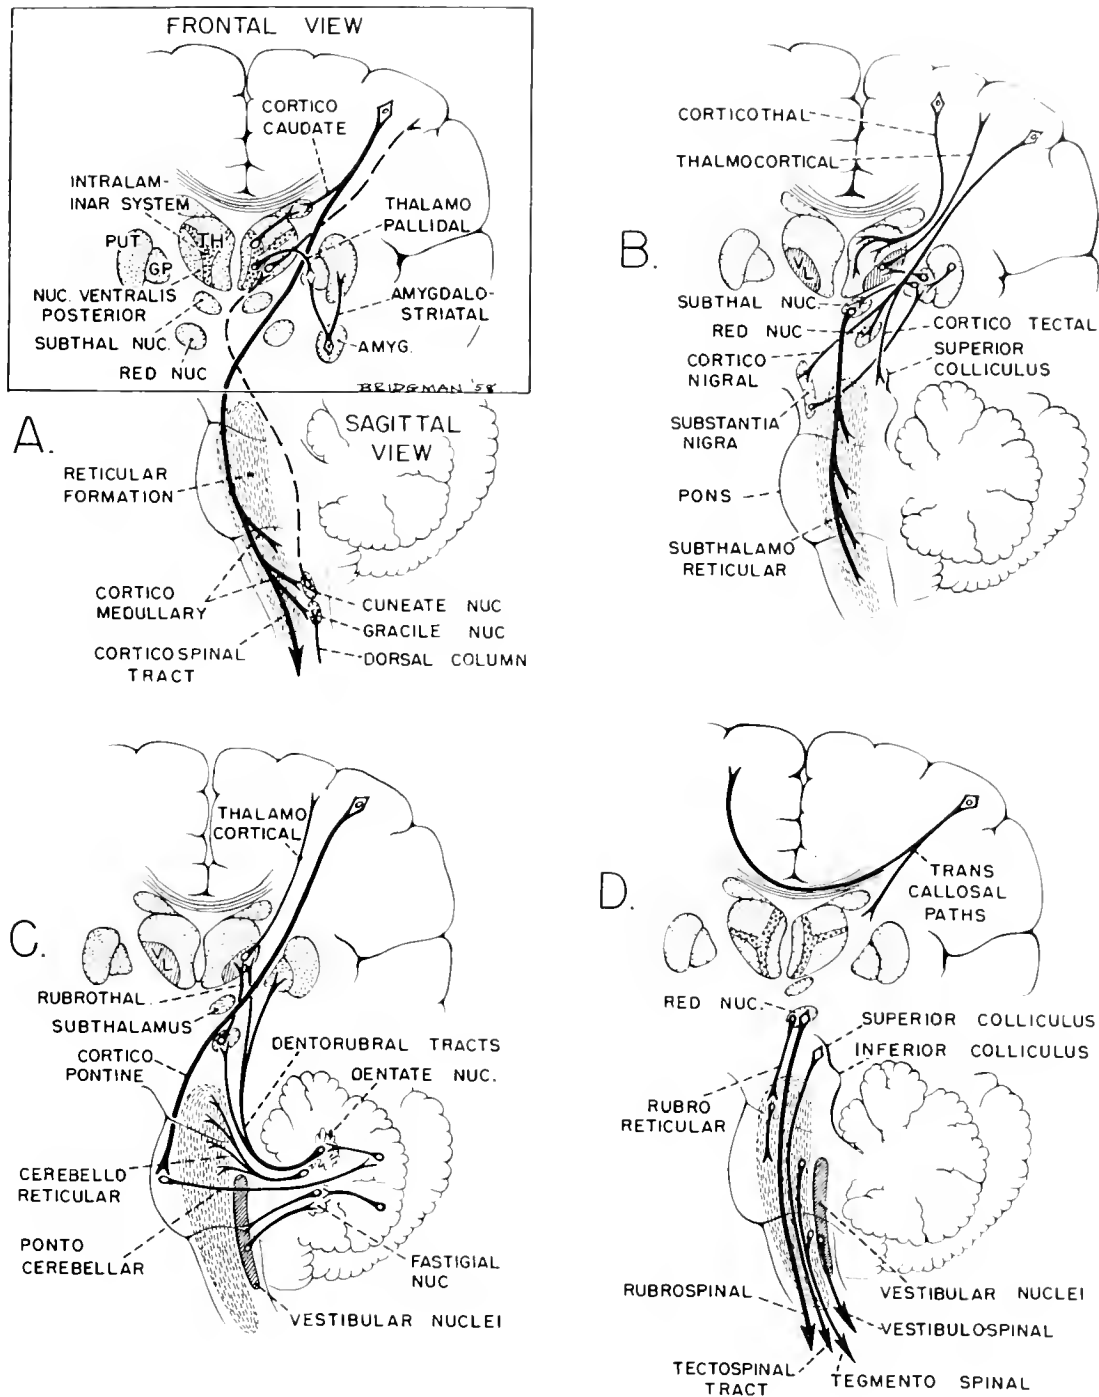 FRONTAL VIEW
CORTICO
CAUDATE
INTRALAM-
INAR SYSTEM
THALAMO
PALLIDAL
PUT
TH
GP
NUC. VENTRALIS
POSTERIOR
AMYGDALO-
STRIATAL
SUBTHAL NUC.
AMYG.
RED NUC
BRIDGMAN '58
A.
SAGITTAL
VIEW
RETICULAR
FORMATION
CORTICO
MEDULLARY
CUNEATE NUC
GRACILE NUC
CORTICOSPINAL
TRACT
DORSAL COLUMN
CORTICOTHAL
THALMOCORTICAL
B.
VL
SUBTHAL NUC
RED NUC
CORTICO TECTAL
CORTICO
NIGRAL
SUPERIOR
COLLICULUS
SUBSTANTIA
NIGRA
PONS
SUBTHALAMO
RETICULAR
THALAMO
CORTICAL
C.
VL
RUBROTHAL.
SUBTHALAMUS
CORTICO
PONTINE
DENTORUBRAL TRACTS
DENTATE NUC.
CEREBELLO
RETICULAR
PONTO
CEREBELLAR
FASTIGIAL
NUC
VESTIBULAR NUCLEI
TRANS
CALLOSAL
PATHS
D.
RED NUC.
SUPERIOR COLLICULUS
INFERIOR COLLICULUS
RUBRO
RETICULAR
RUBROSPINAL
VESTIBULAR NUCLEI
VESTIBULOSPINAL
TECTOSPINAL
TRACT
TEGMENTO SPINAL